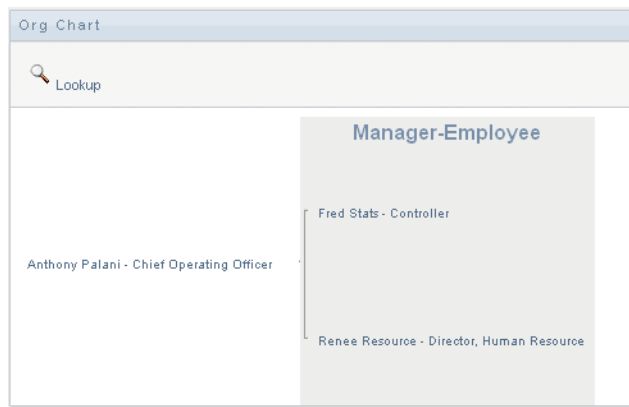 Org Chart
Lookup
Manager-Employee
Fred Stats - Controller
Anthony Palani - Chief Operating Officer
Renee Resource - Director, Human Resource